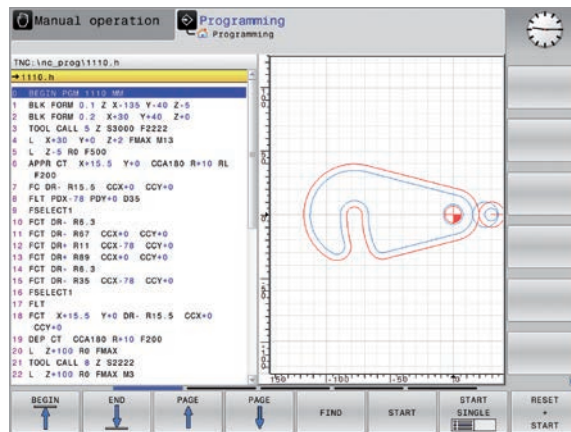 Manual operation
Programming
Programming
TNC:\nc_prog\1110.h
→1110.h
0 BEGIN PGM 1110 MM
1 BLK FORM 0.1 Z X-135 Y-40 Z-5
2 BLK FORM 0.2 X+30 Y+40 Z+0
3 TOOL CALL 5 Z S3000 F2222
4 L X+30 Y+0 Z+2 FMAX M13
5 L Z-5 R0 F500
6 APPR CT X+15.5 Y+0 CCA180 R+10 RL
F200
7 FC DR- R15.5 CCX+0 CCY+0
8 FLT PDX-78 PDY+0 D35
9 FSELECT1
10 FCT DR- R6.3
11 FCT DR- R67 CCX+0 CCY+0
12 FCT DR+ R11 CCX-78 CCY+0
13 FCT DR+ R89 CCX+0 CCY+0
14 FCT DR- R6.3
15 FCT DR- R35 CCX-78 CCY+0
16 FSELECT1
17 FLT
18 FCT X+15.5 Y+0 DR- R15.5 CCX+0
CCY+0
19 DEP CT CCA180 R+10 F200
20 L Z+100 R0 FMAX
21 TOOL CALL 8 Z S2222
22 L Z+100 R0 FMAX M3
-100
-50
BEGIN
END
PAGE
PAGE
FIND
START
START
SINGLE
RESET
+
START